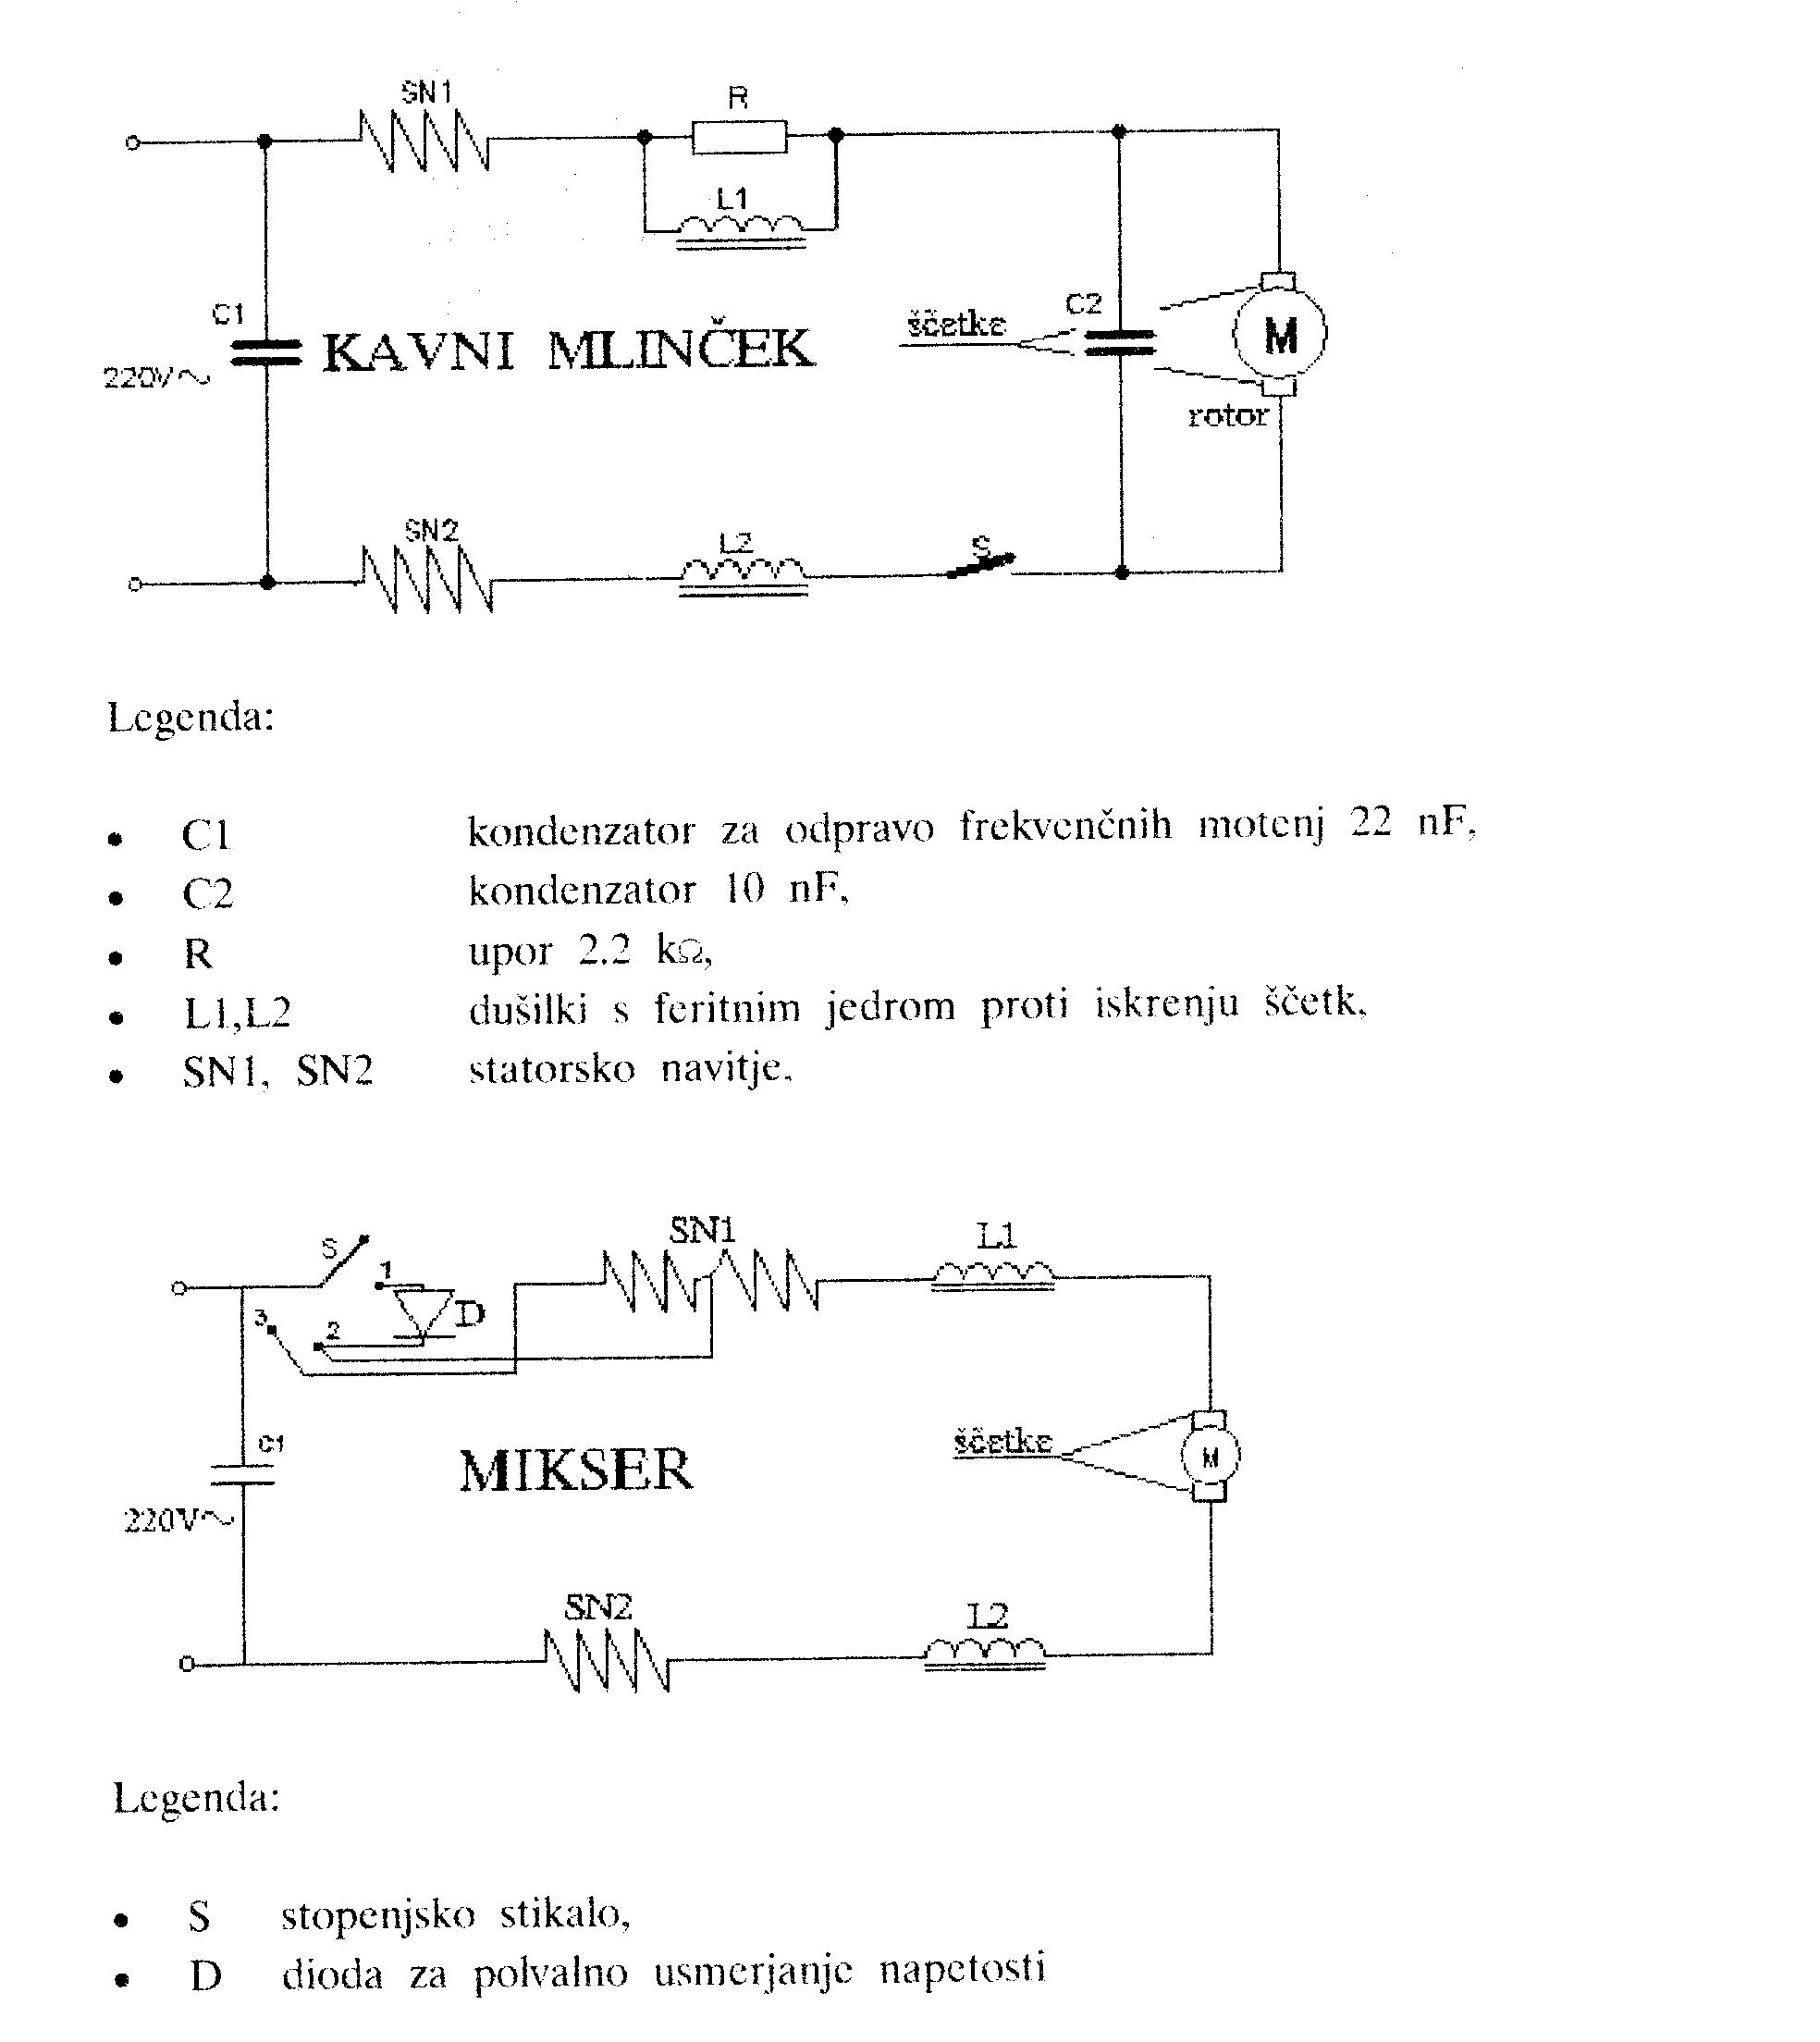 SN1
R
L1
C1
KAVNI MLINČEK
ščetke
C2
M
220V~
rotor
SN2
L2
S
Legenda:
• C1 kondenzator za odpravo frekvenčnih motenj 22 nF,
• C2 kondenzator 10 nF,
• R upor 2.2 kΩ,
• L1,L2 dušilki s feritnim jedrom proti iskrenju ščetk,
• SN1, SN2 statorsko navitje.
SN1
L1
S
1
D
3
2
C1
MIKSER
ščetke
M
220V~
SN2
L2
Legenda:
• S stopenjsko stikalo,
• D dioda za polvalno usmerjanje napetosti